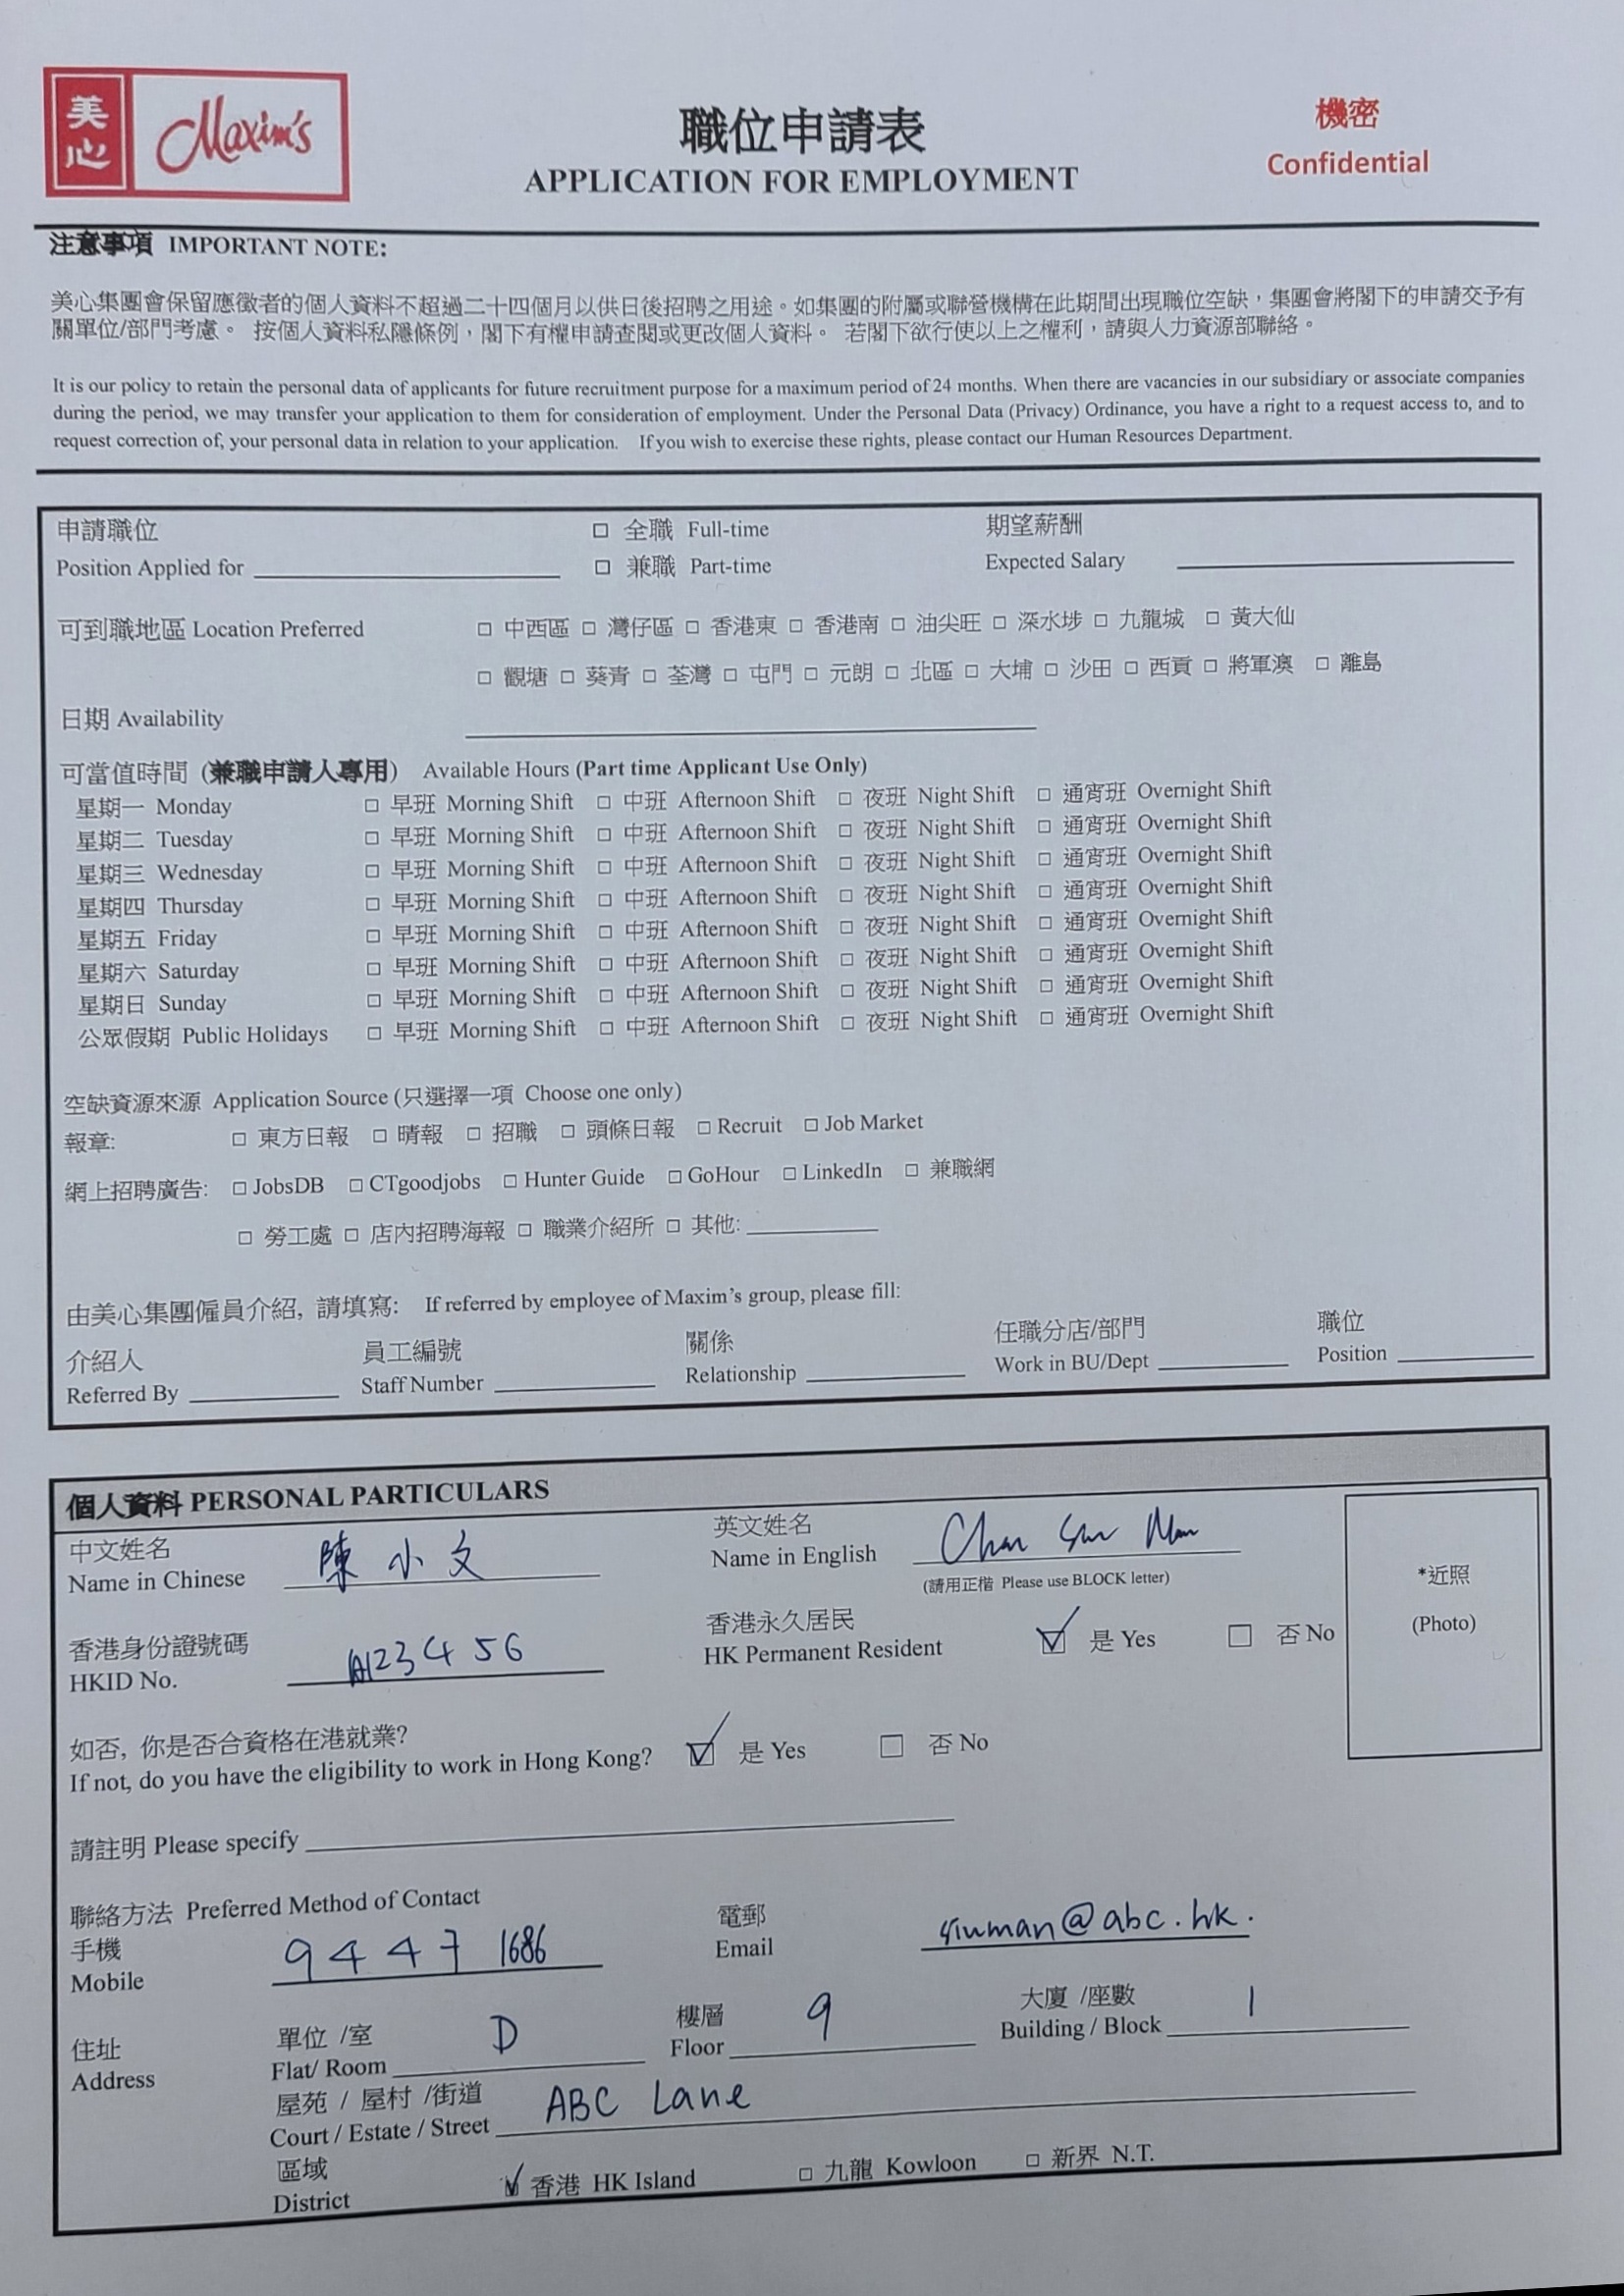 美心 Maxim's
職位申請表
APPLICATION FOR EMPLOYMENT
機密
Confidential
注意事項 IMPORTANT NOTE:
美心集團會保留應徵者的個人資料不超過二十四個月以供日後招聘之用途。如集團的附屬或聯營機構在此期間出現職位空缺，集團會將閣下的申請交予有
關單位/部門考慮。 按個人資料私隱條例，閣下有權申請查閱或更改個人資料。 若閣下欲行使以上之權利，請與人力資源部聯絡。
It is our policy to retain the personal data of applicants for future recruitment purpose for a maximum period of 24 months. When there are vacancies in our subsidiary or associate companies
during the period, we may transfer your application to them for consideration of employment. Under the Personal Data (Privacy) Ordinance, you have a right to a request access to, and to
request correction of, your personal data in relation to your application. If you wish to exercise these rights, please contact our Human Resources Department.
申請職位 □ 全職 Full-time 期望薪酬
Position Applied for □ 兼職 Part-time Expected Salary
可到職地區 Location Preferred □ 中西區 □ 灣仔區 □ 香港東 □ 香港南 □ 油尖旺 □ 深水埗 □ 九龍城 □ 黃大仙
□ 觀塘 □ 葵青 □ 荃灣 □ 屯門 □ 元朗 □ 北區 □ 大埔 □ 沙田 □ 西貢 □ 將軍澳 □ 離島
日期 Availability
可當值時間 (兼職申請人專用) Available Hours (Part time Applicant Use Only)
星期一 Monday □ 早班 Morning Shift □ 中班 Afternoon Shift □ 夜班 Night Shift □ 通宵班 Overnight Shift
星期二 Tuesday □ 早班 Morning Shift □ 中班 Afternoon Shift □ 夜班 Night Shift □ 通宵班 Overnight Shift
星期三 Wednesday □ 早班 Morning Shift □ 中班 Afternoon Shift □ 夜班 Night Shift □ 通宵班 Overnight Shift
星期四 Thursday □ 早班 Morning Shift □ 中班 Afternoon Shift □ 夜班 Night Shift □ 通宵班 Overnight Shift
星期五 Friday □ 早班 Morning Shift □ 中班 Afternoon Shift □ 夜班 Night Shift □ 通宵班 Overnight Shift
星期六 Saturday □ 早班 Morning Shift □ 中班 Afternoon Shift □ 夜班 Night Shift □ 通宵班 Overnight Shift
星期日 Sunday □ 早班 Morning Shift □ 中班 Afternoon Shift □ 夜班 Night Shift □ 通宵班 Overnight Shift
公眾假期 Public Holidays □ 早班 Morning Shift □ 中班 Afternoon Shift □ 夜班 Night Shift □ 通宵班 Overnight Shift
空缺資源來源 Application Source (只選擇一項 Choose one only)
報章: □ 東方日報 □ 晴報 □ 招職 □ 頭條日報 □ Recruit □ Job Market
網上招聘廣告: □ JobsDB □ CTgoodjobs □ Hunter Guide □ GoHour □ LinkedIn □ 兼職網
□ 勞工處 □ 店內招聘海報 □ 職業介紹所 □ 其他:
由美心集團僱員介紹, 請填寫: If referred by employee of Maxim's group, please fill:
介紹人 員工編號 關係 任職分店/部門 職位
Referred By Staff Number Relationship Work in BU/Dept Position
個人資料 PERSONAL PARTICULARS
中文姓名 陳小文 英文姓名 Chan Siu Man
Name in Chinese Name in English
(請用正楷 Please use BLOCK letter)
*近照
(Photo)
香港身份證號碼 A123456 香港永久居民 ☑ 是 Yes □ 否 No
HKID No. HK Permanent Resident
如否, 你是否合資格在港就業?
If not, do you have the eligibility to work in Hong Kong? ☑ 是 Yes □ 否 No
請註明 Please specify
聯絡方法 Preferred Method of Contact
手機 9447 1686 電郵 siuman@abc.hk.
Mobile Email
住址 單位 /室 D 樓層 9 大廈 /座數 1
Address Flat/ Room Floor Building / Block
屋苑 / 屋村 /街道 ABC Lane
Court / Estate / Street
區域 ☑ 香港 HK Island □ 九龍 Kowloon □ 新界 N.T.
District